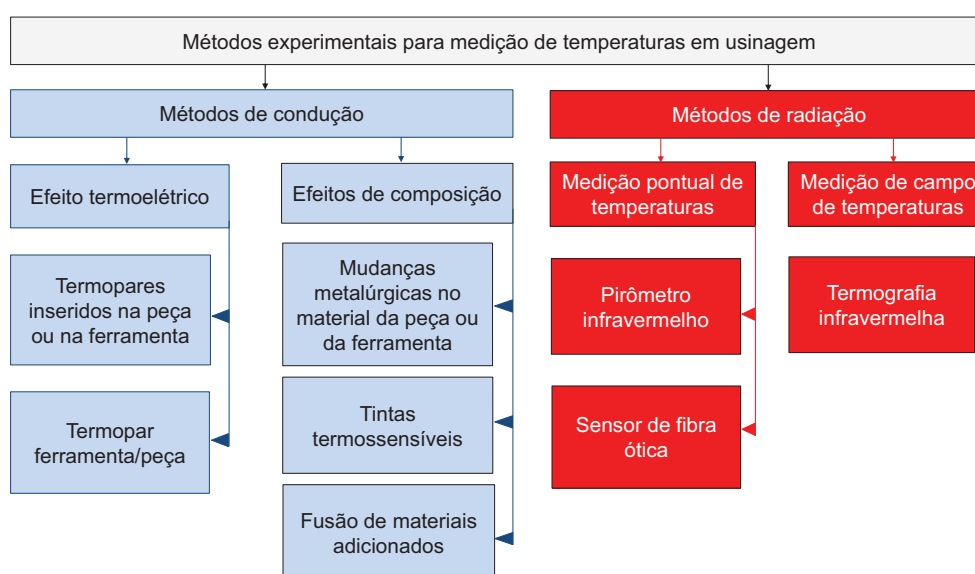 Métodos experimentais para medição de temperaturas em usinagem
Métodos de condução
Métodos de radiação
Efeito termoelétrico
Efeitos de composição
Medição pontual de
temperaturas
Medição de campo
de temperaturas
Termopares
inseridos na peça
ou na ferramenta
Mudanças
metalúrgicas no
material da peça ou
da ferramenta
Pirômetro
infravermelho
Termografia
infravermelha
Termopar
ferramenta/peça
Tintas
termossensíveis
Sensor de fibra
ótica
Fusão de materiais
adicionados